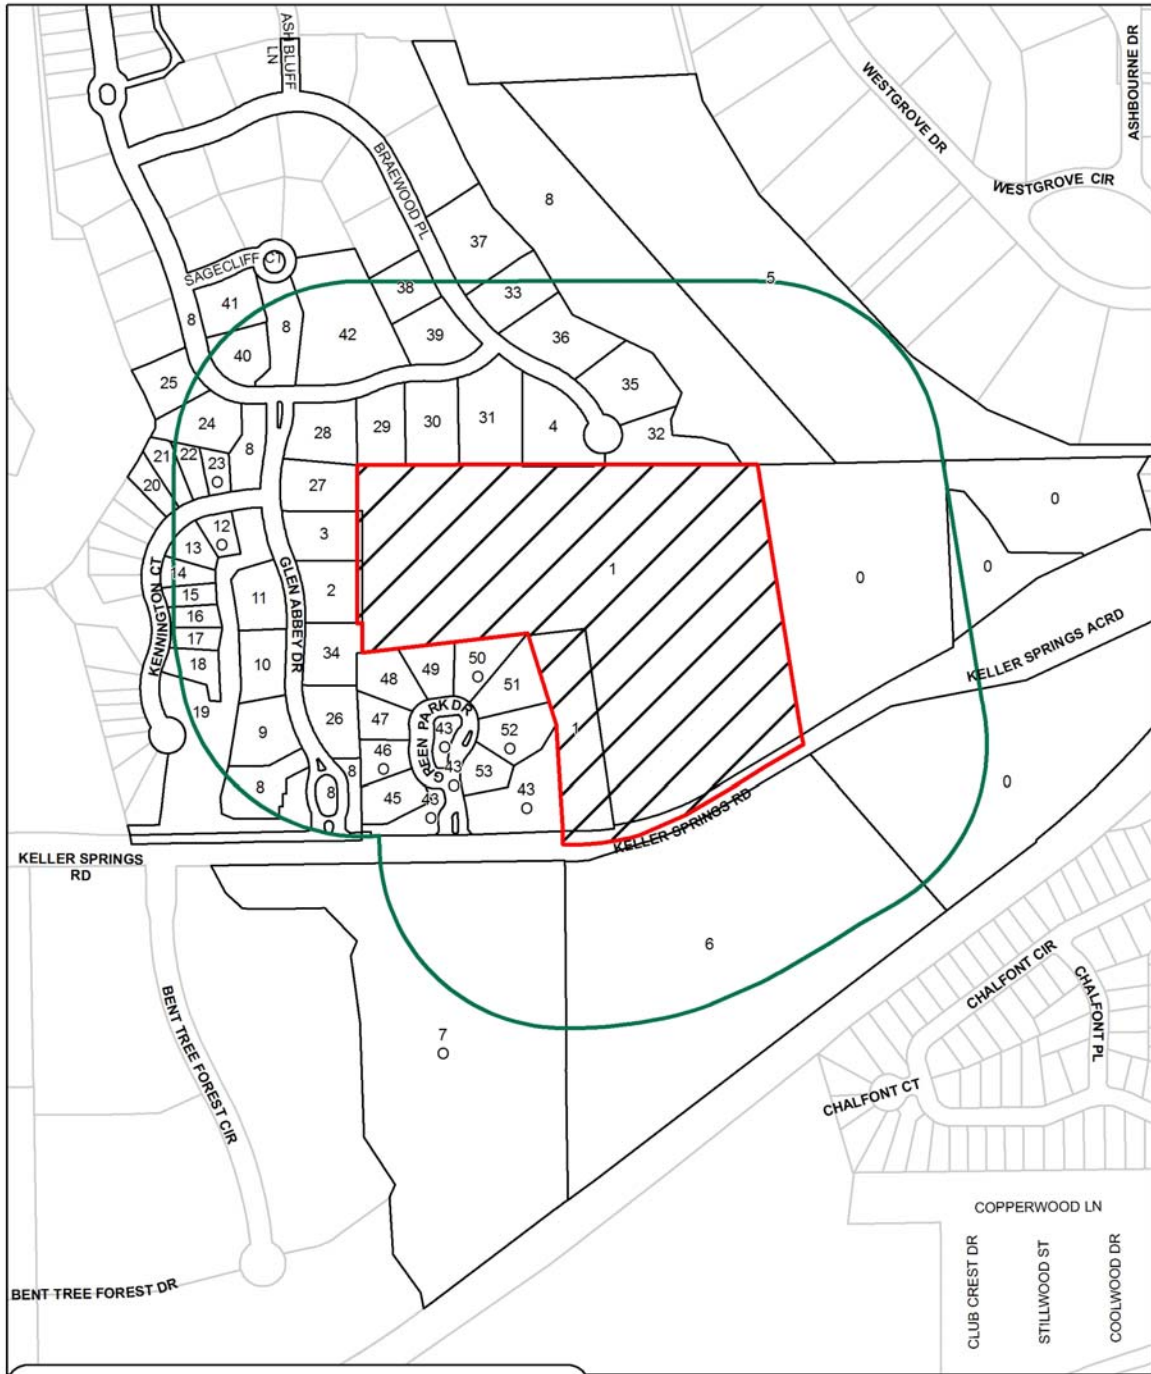 ASH BLUFF
LN
ASHBOURNE DR
WESTGROVE DR
WESTGROVE CIR
BRAEWOOD PL
8
37
SAGECLIFF CT
5
38
33
41
8
8
42
39
36
40
25
35
24
28
29
30
31
4
32
8
21
22
23
20
27
0
12
3
13
1
0
0
14
2
15
11
16
GLEN ABBEY DR
KENNINGTON CT
17
34
50
KELLER SPRINGS ACRD
18
10
49
48
51
GREEN PARK DR
19
26
47
43
52
1
9
46
43
53
8
8
8
45
43
43
0
KELLER SPRINGS RD
KELLER SPRINGS
RD
6
CHALFONT CIR
CHALFONT PL
BENT TREE FOREST CIR
7
CHALFONT CT
COPPERWOOD LN
CLUB CREST DR
STILLWOOD ST
COOLWOOD DR
BENT TREE FOREST DR